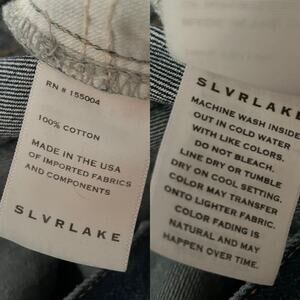 RN # 155004
100% COTTON
MADE IN THE USA
OF IMPORTED FABRICS
AND COMPONENTS
SLVRLAKE
SLVRLAKE
MACHINE WASH INSIDE
OUT IN COLD WATER
WITH LIKE COLORS.
DO NOT BLEACH.
LINE DRY OR TUMBLE
DRY ON COOL SETTING.
COLOR MAY TRANSFER
ONTO LIGHTER FABRIC.
COLOR FADING IS
NATURAL AND MAY
HAPPEN OVER TIME.